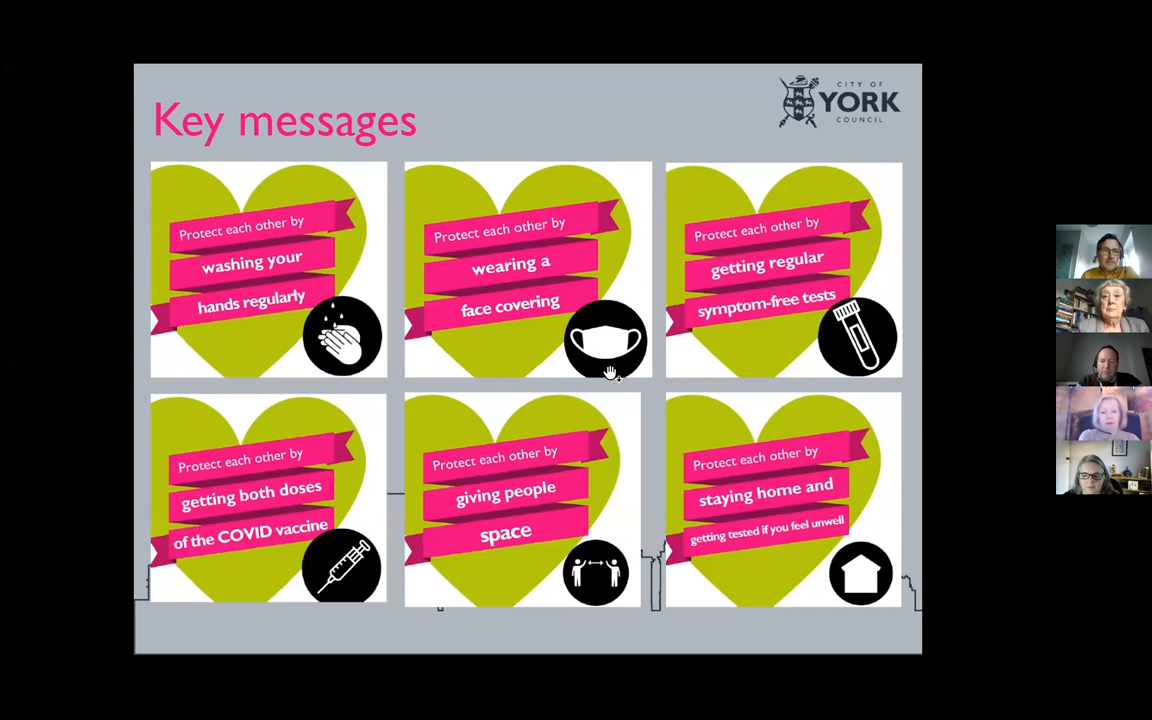 CITY OF
YORK
COUNCIL
Key messages
Protect each other by
washing your
hands regularly
Protect each other by
wearing a
face covering
Protect each other by
getting regular
symptom-free tests
Protect each other by
getting both doses
of the COVID vaccine
Protect each other by
giving people
space
Protect each other by
staying home and
getting tested if you feel unwell